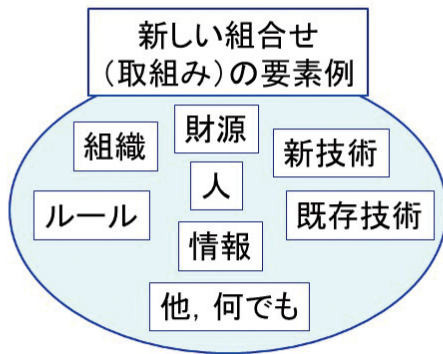 新しい組合せ
（取組み）の要素例
財源
組織
新技術
人
ルール
既存技術
情報
他，何でも